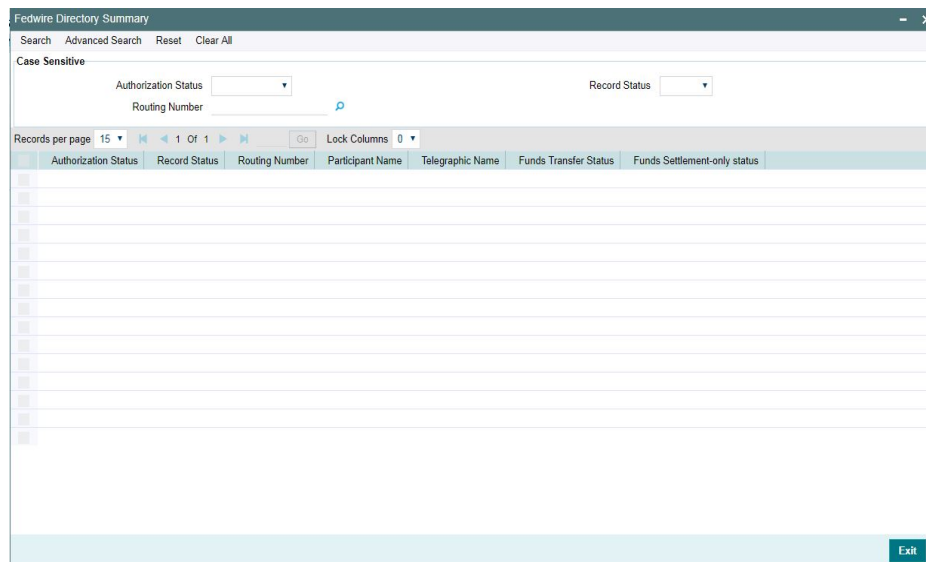 Fedwire Directory Summary
Search Advanced Search Reset Clear All
Case Sensitive
Authorization Status Record Status
Routing Number
Records per page 15 1 Of 1 Go Lock Columns 0
Authorization Status Record Status Routing Number Participant Name Telegraphic Name Funds Transfer Status Funds Settlement-only status
Exit